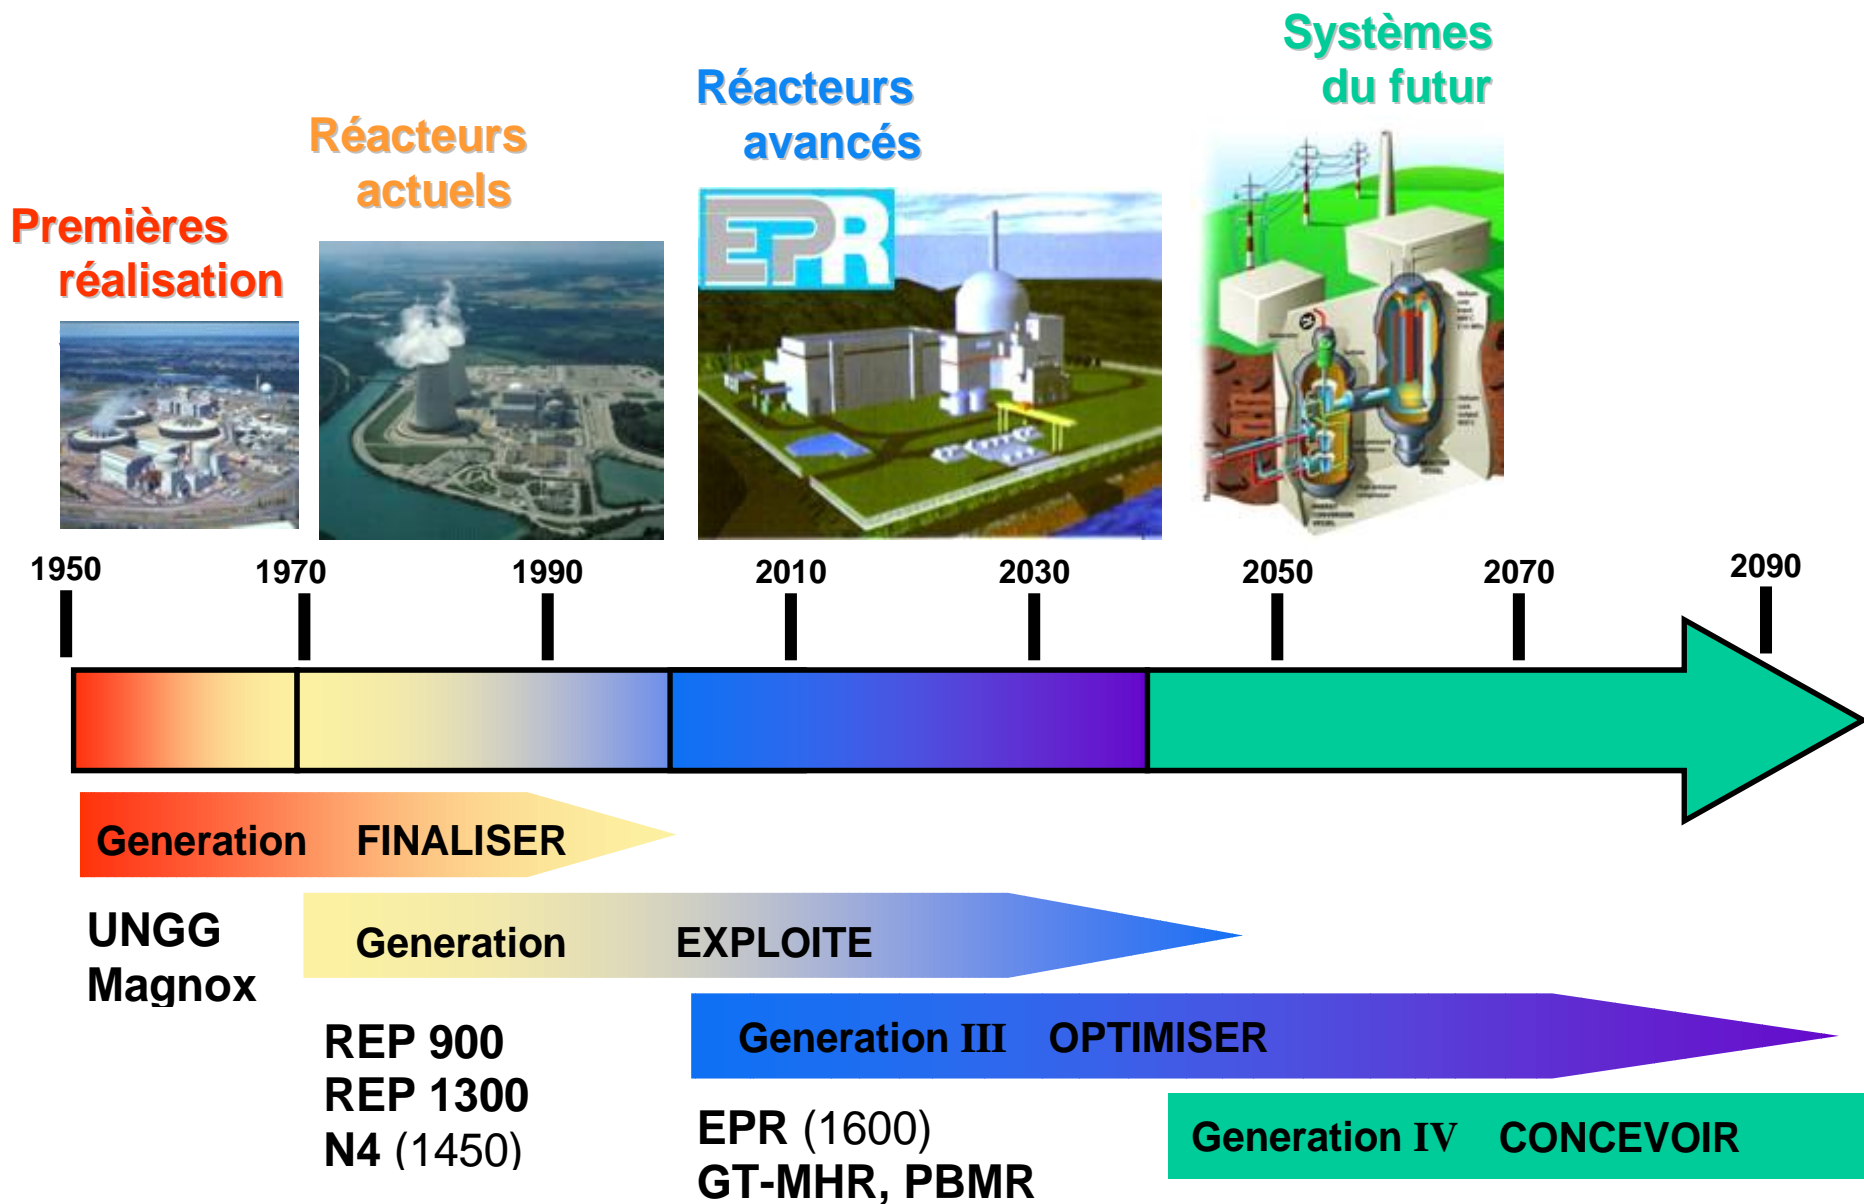 Systèmes
du futur
Réacteurs
avancés
Réacteurs
actuels
Premières
réalisation
EPR
1950
1970
1990
2010
2030
2050
2070
2090
Generation FINALISER
UNGG
Magnox
Generation EXPLOITE
REP 900
REP 1300
N4 (1450)
Generation III OPTIMISER
EPR (1600)
GT-MHR, PBMR
Generation IV CONCEVOIR